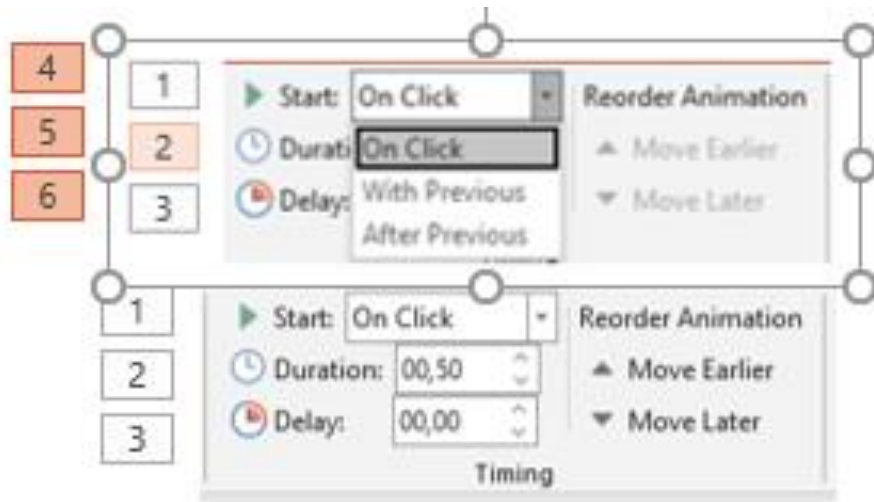 4
5
6
1
2
3
Start: On Click
Reorder Animation
Durati On Click
Move Earlier
Delay: With Previous
Move Later
After Previous
1
2
3
Start: On Click
Reorder Animation
Duration: 00,50
Move Earlier
Delay: 00,00
Move Later
Timing